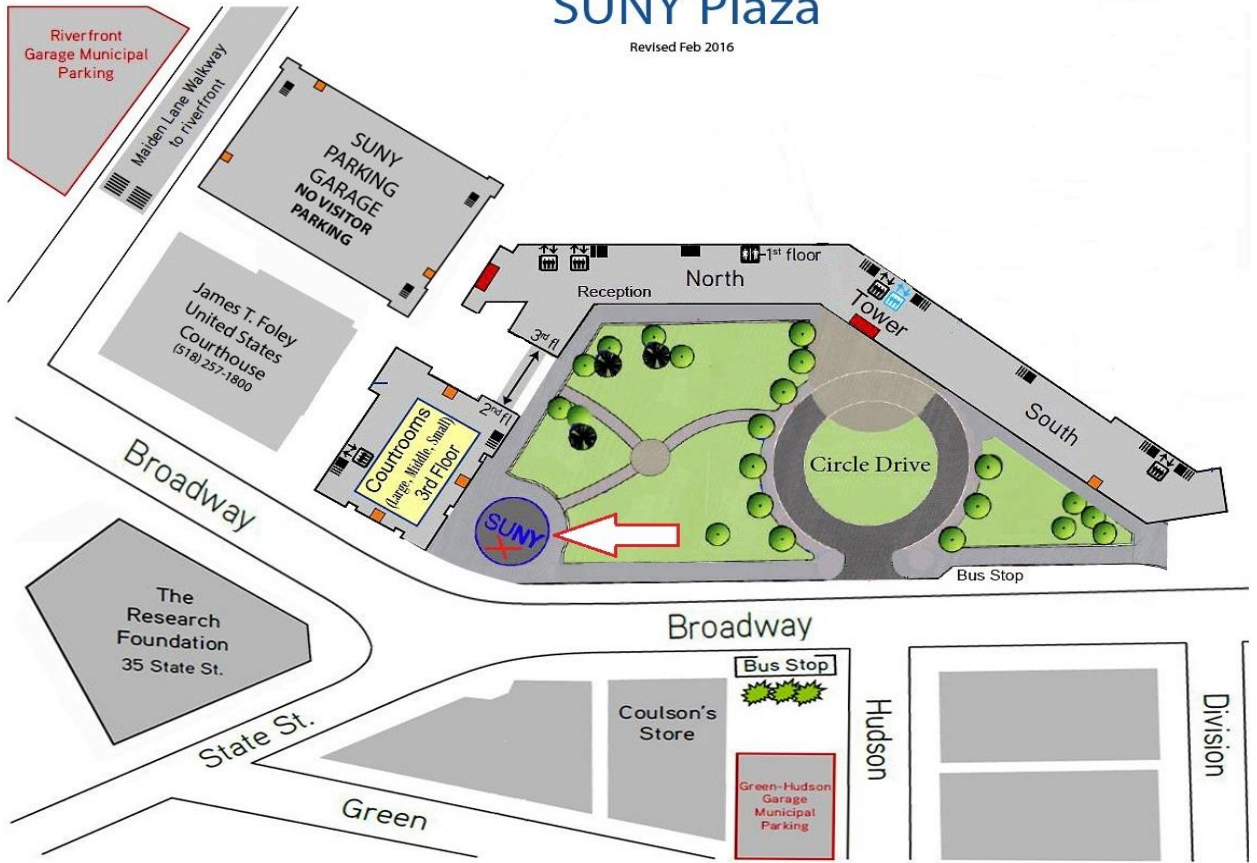 SUNY Plaza
Revised Feb 2016
Riverfront
Garage Municipal
Parking
Maiden Lane Walkway
to riverfront
SUNY
PARKING
GARAGE
NO VISITOR
PARKING
James T. Foley
United States
Courthouse
(518) 257-1800
Reception
North
1st floor
Tower
South
3rd fl
2nd fl
Courtrooms
(Large, Middle, Small)
3rd Floor
SUNY
Circle Drive
Bus Stop
Broadway
Broadway
The
Research
Foundation
35 State St.
State St.
Green
Coulson's
Store
Bus Stop
Green-Hudson
Garage
Municipal
Parking
Hudson
Division